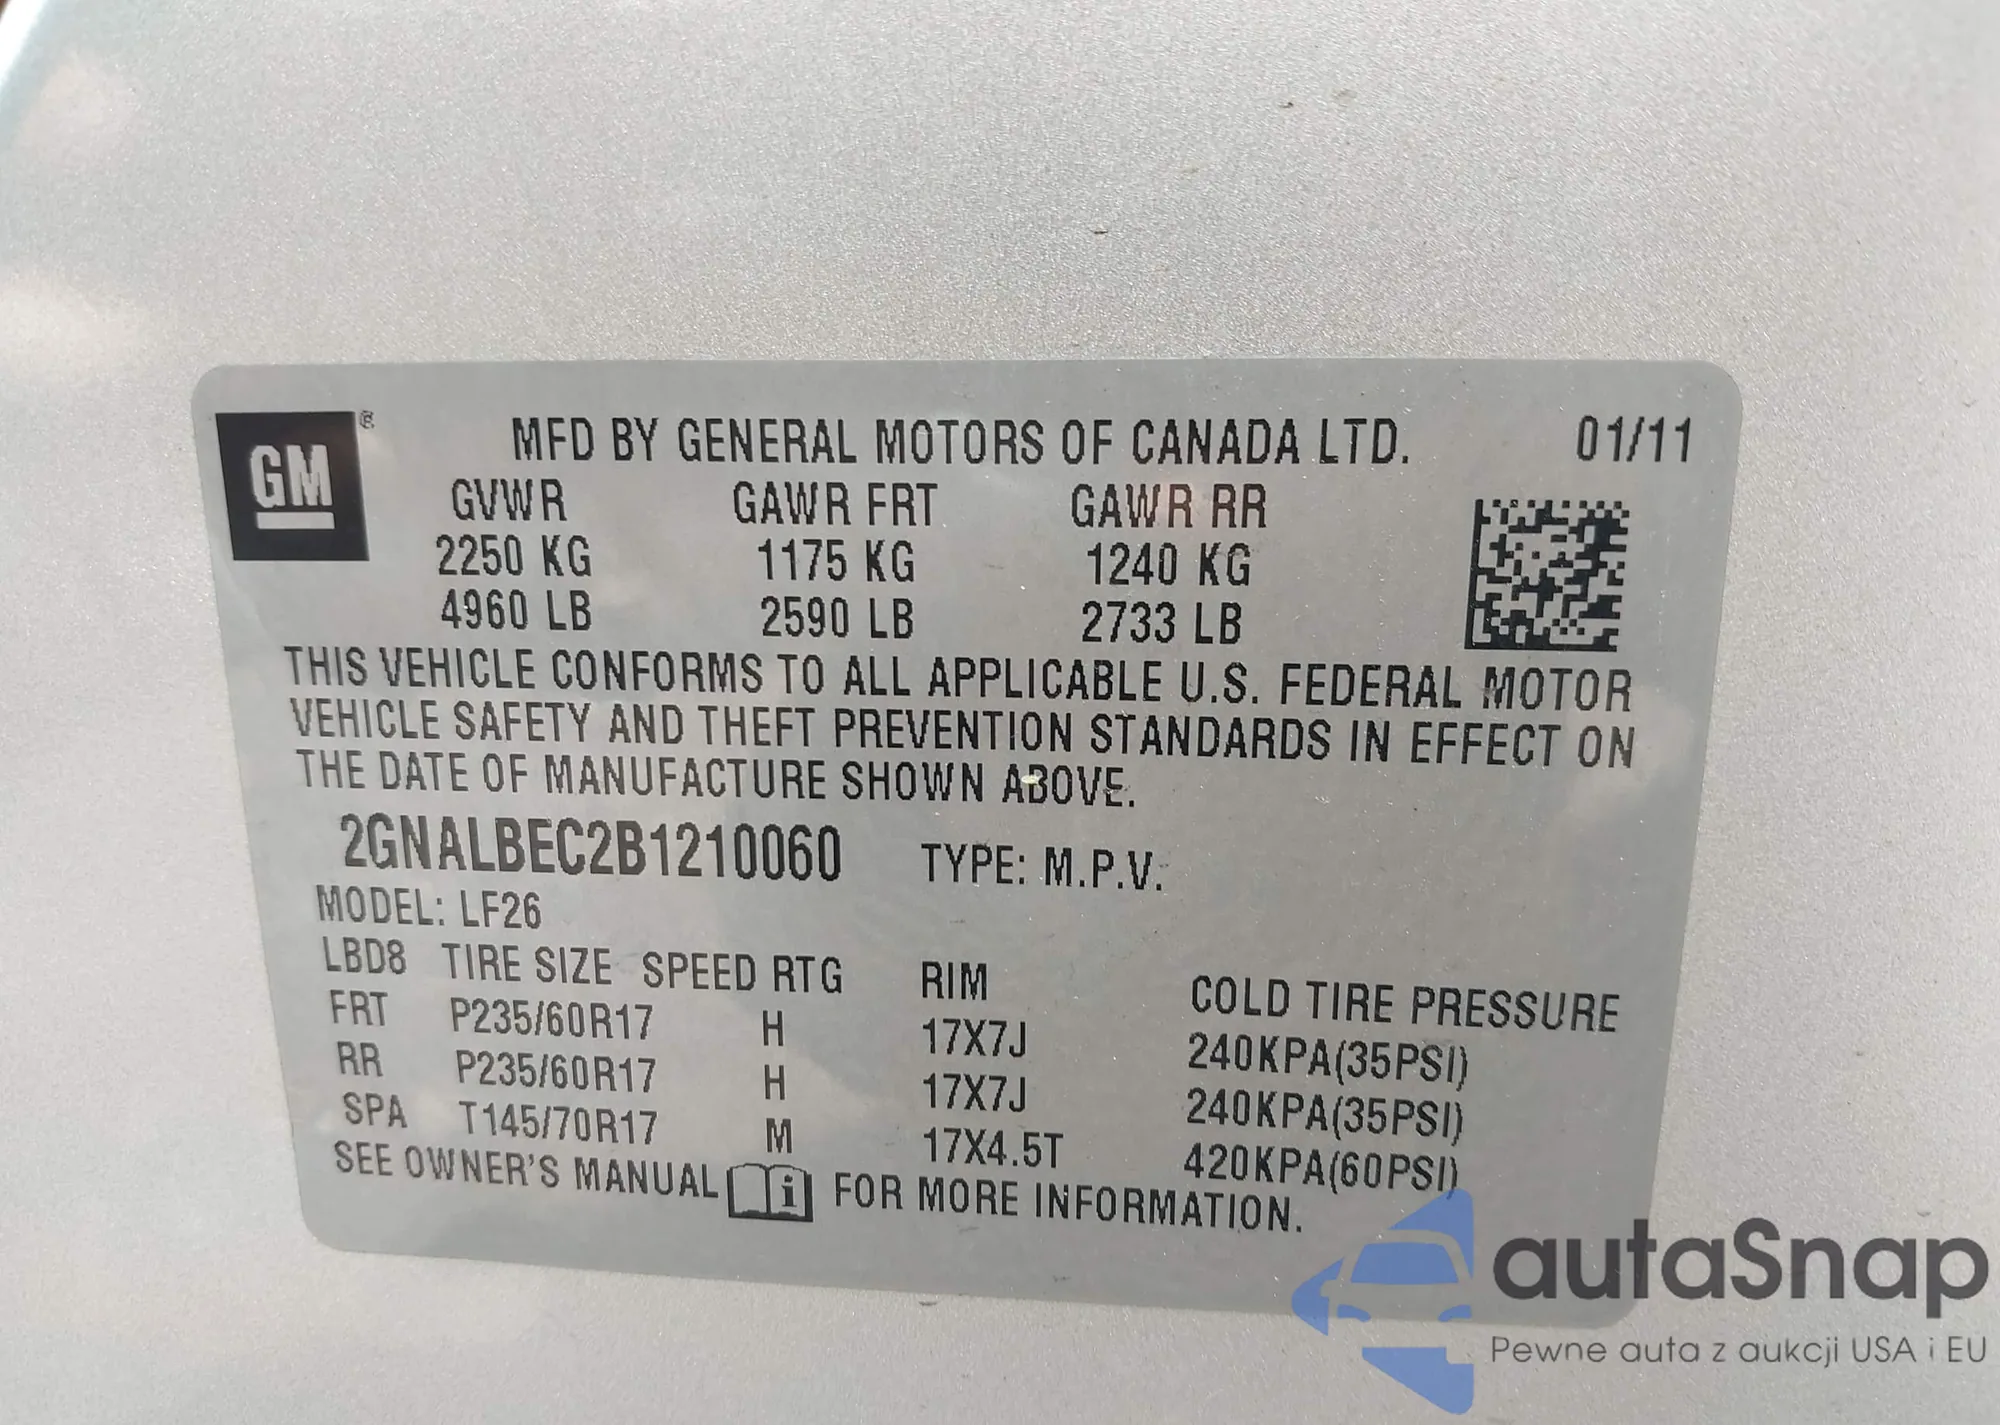 GM ®
MFD BY GENERAL MOTORS OF CANADA LTD. 01/11
GVWR GAWR FRT GAWR RR
2250 KG 1175 KG 1240 KG
4960 LB 2590 LB 2733 LB
THIS VEHICLE CONFORMS TO ALL APPLICABLE U.S. FEDERAL MOTOR
VEHICLE SAFETY AND THEFT PREVENTION STANDARDS IN EFFECT ON
THE DATE OF MANUFACTURE SHOWN ABOVE.
2GNALBEC2B1210060 TYPE: M.P.V.
MODEL: LF26
LBD8 TIRE SIZE SPEED RTG RIM COLD TIRE PRESSURE
FRT P235/60R17 H 17X7J 240KPA(35PSI)
RR P235/60R17 H 17X7J 240KPA(35PSI)
SPA T145/70R17 M 17X4.5T 420KPA(60PSI)
SEE OWNER'S MANUAL i FOR MORE INFORMATION.
autaSnap
Pewne auta z aukcji USA i EU